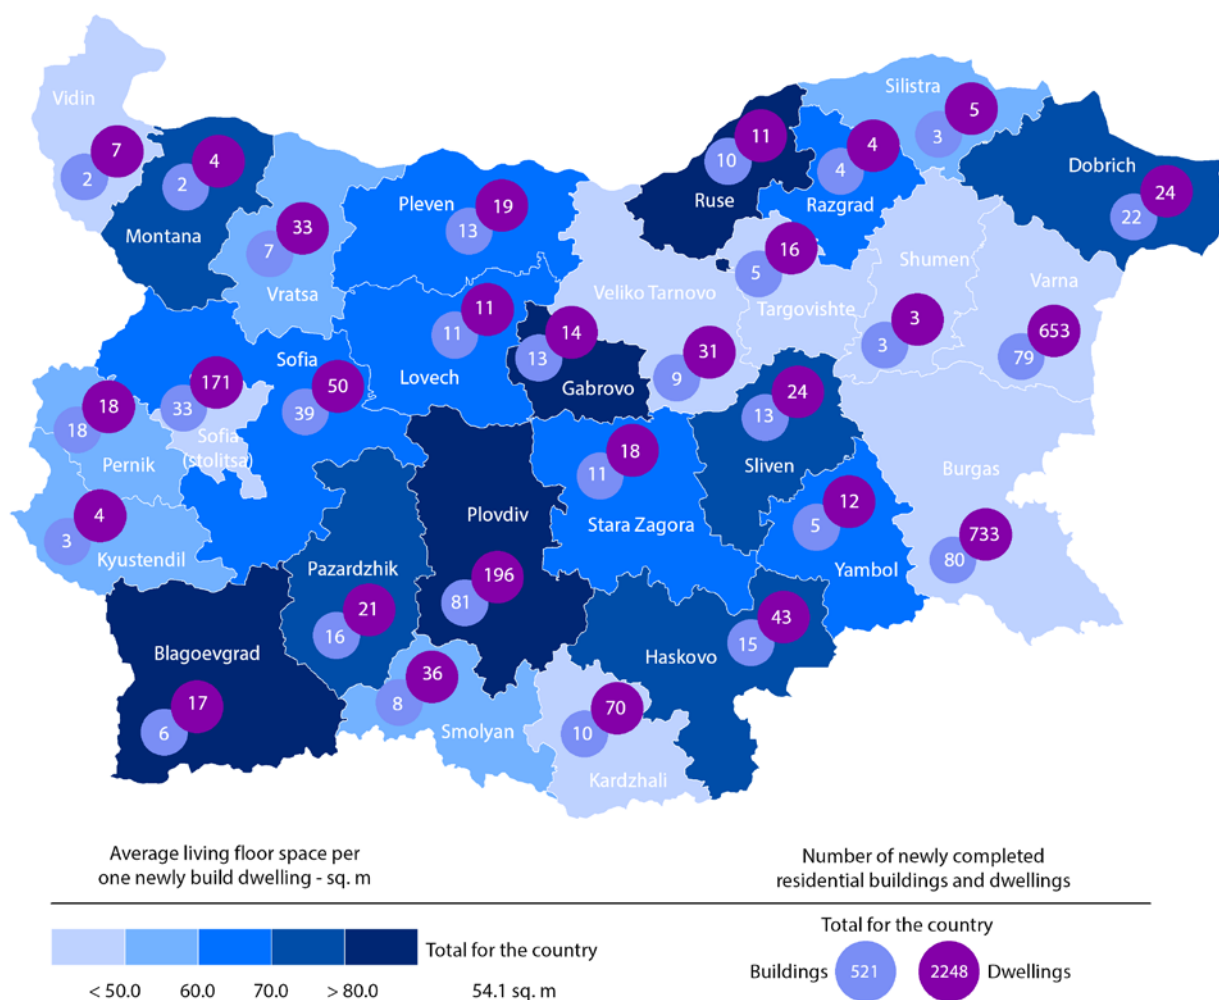 Vidin
7
2
4
2
Montana
33
7
Vratsa
Pleven
19
13
Ruse
11
10
4
4
Razgrad
Silistra
5
3
Dobrich
24
22
16
5
Targovishte
Shumen
3
3
Varna
653
79
Veliko Tarnovo
31
9
11
11
Lovech
14
13
Gabrovo
Sofia
50
39
171
33
Sofia
(stolitsa)
18
18
Pernik
4
3
Kyustendil
24
13
Sliven
18
11
Stara Zagora
Burgas
733
80
12
5
Yambol
Plovdiv
196
81
Pazardzhik
21
16
Blagoevgrad
17
6
43
15
Haskovo
36
8
Smolyan
70
10
Kardzhali
Average living floor space per
one newly build dwelling - sq. m
Number of newly completed
residential buildings and dwellings
Total for the country
54.1 sq. m
< 50.0 60.0 70.0 > 80.0
Total for the country
Buildings 521 2248 Dwellings